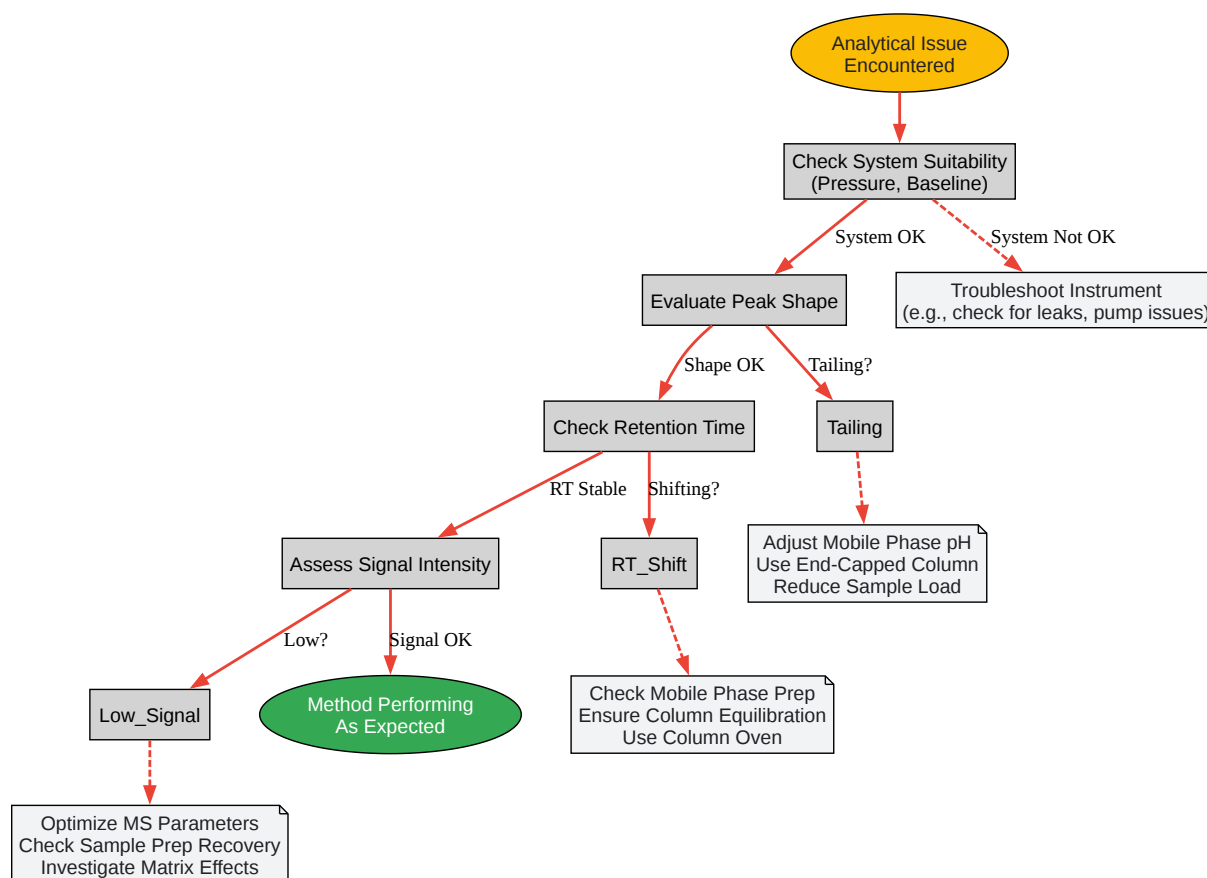 Analytical Issue
Encountered
Check System Suitability
(Pressure, Baseline)
System OK
System Not OK
Evaluate Peak Shape
Troubleshoot Instrument
(e.g., check for leaks, pump issues)
Shape OK
Tailing?
Check Retention Time
Tailing
RT Stable
Shifting?
Adjust Mobile Phase pH
Use End-Capped Column
Reduce Sample Load
Assess Signal Intensity
RT_Shift
Low?
Signal OK
Low_Signal
Method Performing
As Expected
Check Mobile Phase Prep
Ensure Column Equilibration
Use Column Oven
Optimize MS Parameters
Check Sample Prep Recovery
Investigate Matrix Effects